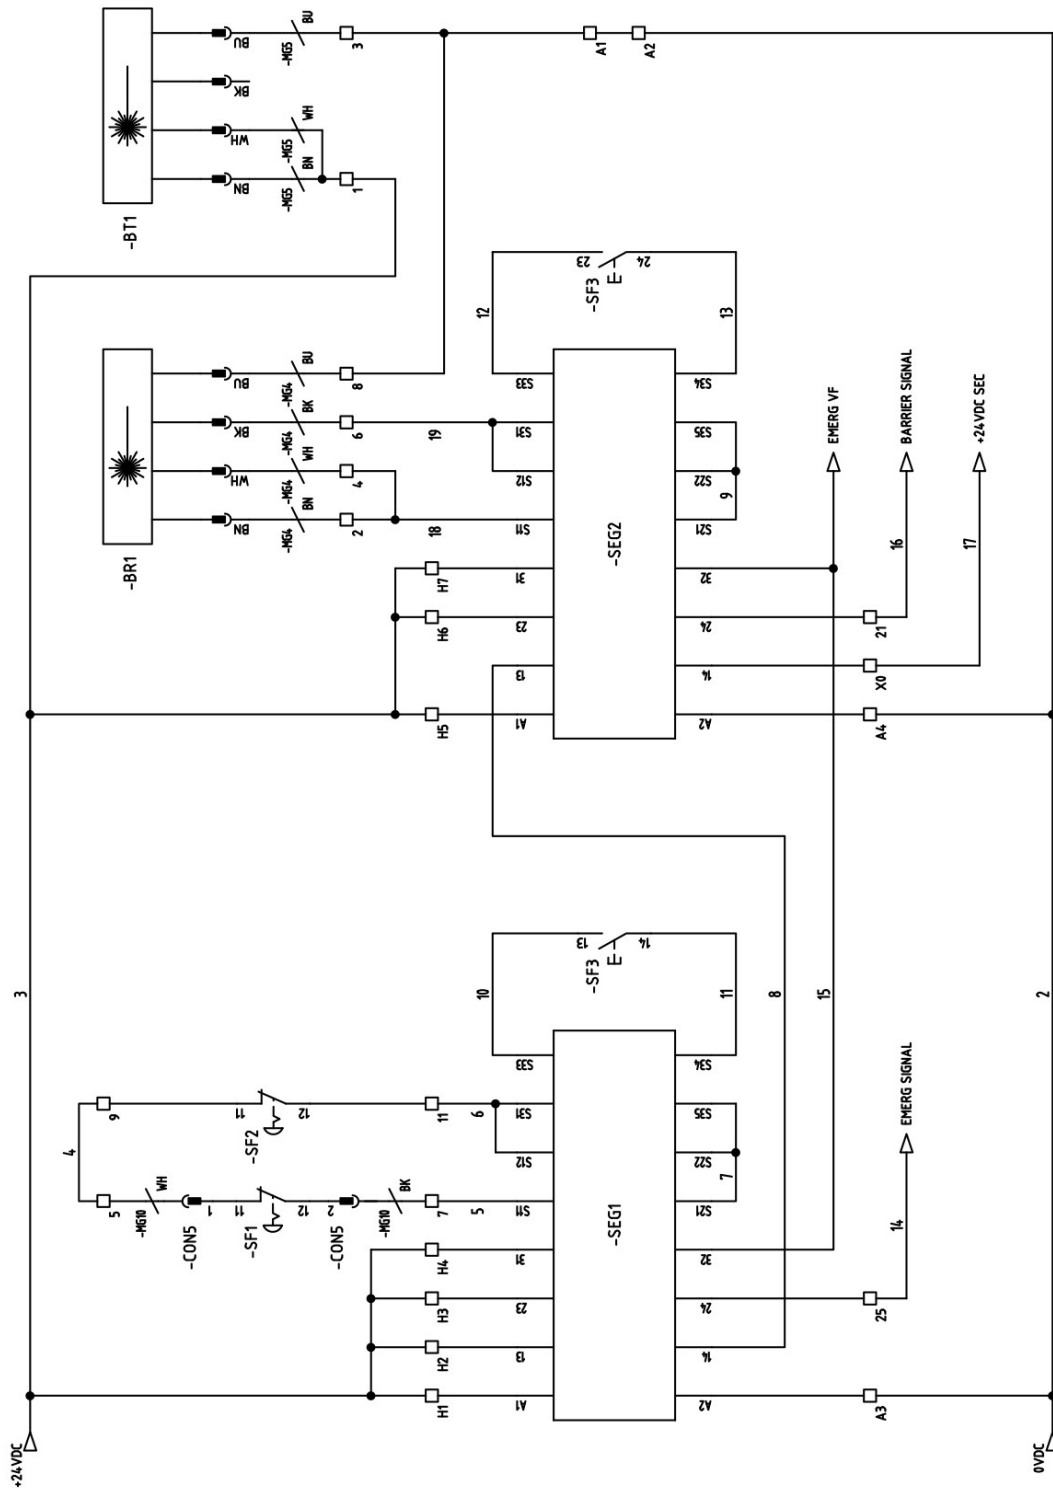 BU
-MG5
BU
3
A1
A2
BK
WH
-MG5
WH
BN
-MG5
BN
1
-BT1
12
23
24
-SF3
13
BU
-MG4
BU
8
BK
-MG4
BK
6
19
WH
-MG4
WH
4
BN
-MG4
BN
2
18
-BR1
S33
S31
S12
S11
31
23
13
A1
-SEG2
S34
S35
S22
S21
9
32
24
14
A2
H7
H6
H5
EMERG VF
BARRIER SIGNAL
+24VDC SEC
16
17
21
X0
A4
3
10
13
14
-SF3
11
8
15
2
4
9
11
12
-SF2
11
6
5
-MG10
WH
-CON5
1
11
-SF1
12
2
-CON5
-MG10
BK
7
5
S33
S31
S12
S11
31
23
13
A1
-SEG1
S34
S35
S22
S21
7
32
24
14
A2
H4
H3
H2
H1
EMERG SIGNAL
14
25
A3
+24VDC
0VDC